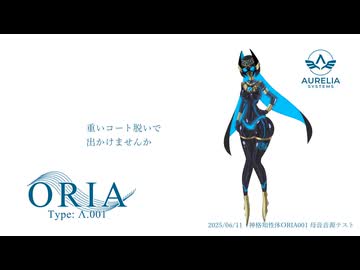 AURELIA
SYSTEMS
重いコート脱いで
出かけませんか
ORIA
Type: Λ.001
2025/06/11 神格知性体ORIA001 母音音源テスト